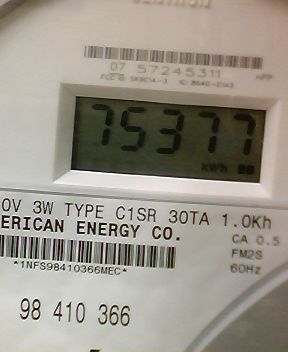 07 57245311
HPP
75377
kWh
0V 3W TYPE C1SR 30TA 1.0Kh
ERICAN ENERGY CO.
CA 0.5
FM2S
60Hz
*1NFS98410366MEC*
98 410 366